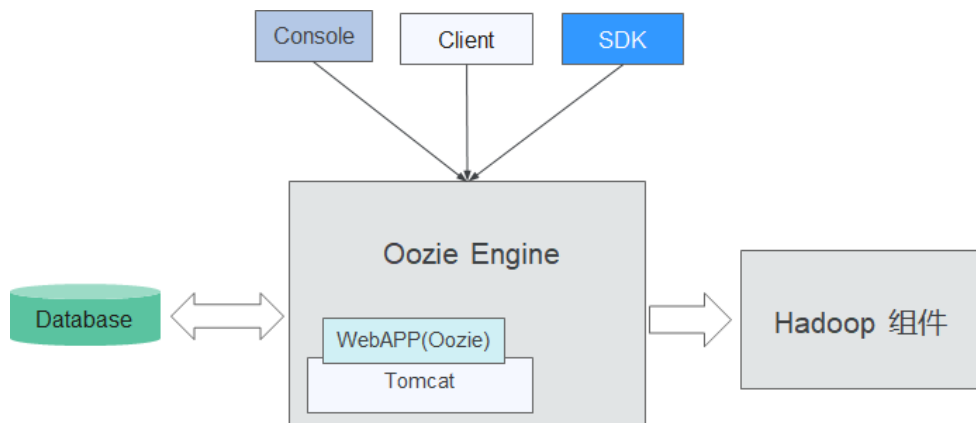 Console
Client
SDK
Oozie Engine
Database
WebAPP(Oozie)
Tomcat
Hadoop 组件